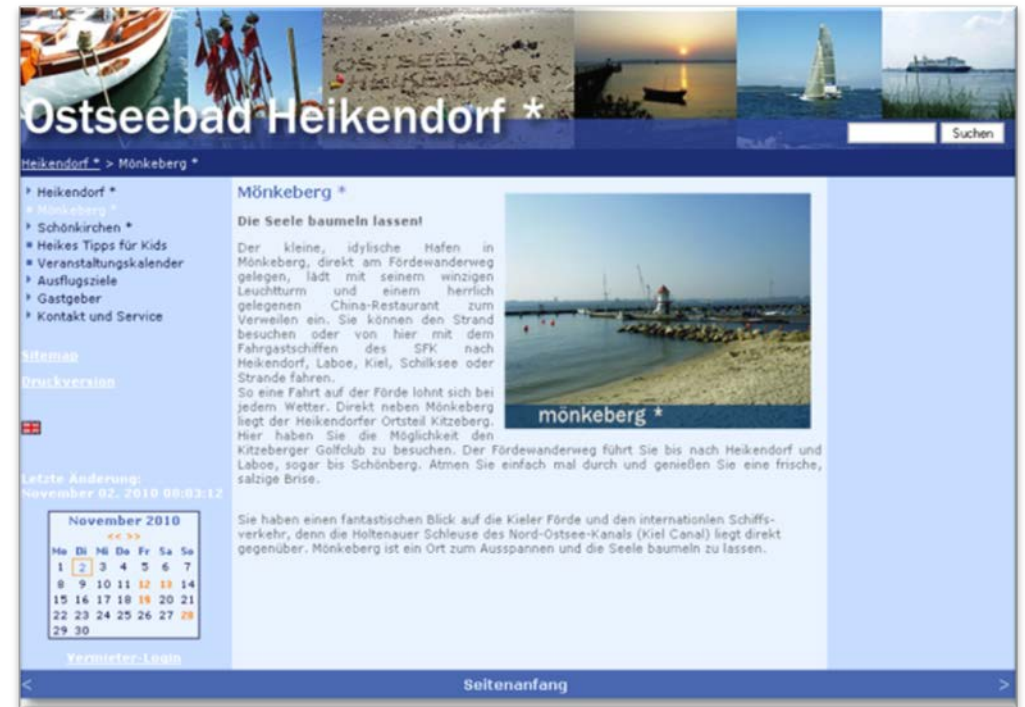 OSTSEEBAD
HEIKENDORF
Ostseebad Heikendorf *
Suchen
Heikendorf * > Mönkeberg *
Heikendorf *
Mönkeberg *
Schönkirchen *
Heikes Tipps für Kids
Veranstaltungskalender
Ausflugsziele
Gastgeber
Kontakt und Service
Sitemap
Druckversion
Letzte Änderung:
November 02. 2010 08:03:12
November 2010
<< >>
Mo Di Mi Do Fr Sa So
1 2 3 4 5 6 7
8 9 10 11 12 13 14
15 16 17 18 19 20 21
22 23 24 25 26 27 28
29 30
Vermieter-Login
Mönkeberg *
Die Seele baumeln lassen!
Der kleine, idylische Hafen in
Mönkeberg, direkt am Fördewanderweg
gelegen, lädt mit seinem winzigen
Leuchtturm und einem herrlich
gelegenen China-Restaurant zum
Verweilen ein. Sie können den Strand
besuchen oder von hier mit dem
Fahrgastschiffen des SFK nach
Heikendorf, Laboe, Kiel, Schilksee oder
Strande fahren.
So eine Fahrt auf der Förde lohnt sich bei
jedem Wetter. Direkt neben Mönkeberg
liegt der Heikendorfer Ortsteil Kitzeberg.
Hier haben Sie die Möglichkeit den
Kitzeberger Golfclub zu besuchen. Der Fördewanderweg führt Sie bis nach Heikendorf und
Laboe, sogar bis Schönberg. Atmen Sie einfach mal durch und genießen Sie eine frische,
salzige Brise.
mönkeberg *
Sie haben einen fantastischen Blick auf die Kieler Förde und den internationlen Schiffs-
verkehr, denn die Holtenauer Schleuse des Nord-Ostsee-Kanals (Kiel Canal) liegt direkt
gegenüber. Mönkeberg ist ein Ort zum Ausspannen und die Seele baumeln zu lassen.
< Seitenanfang >